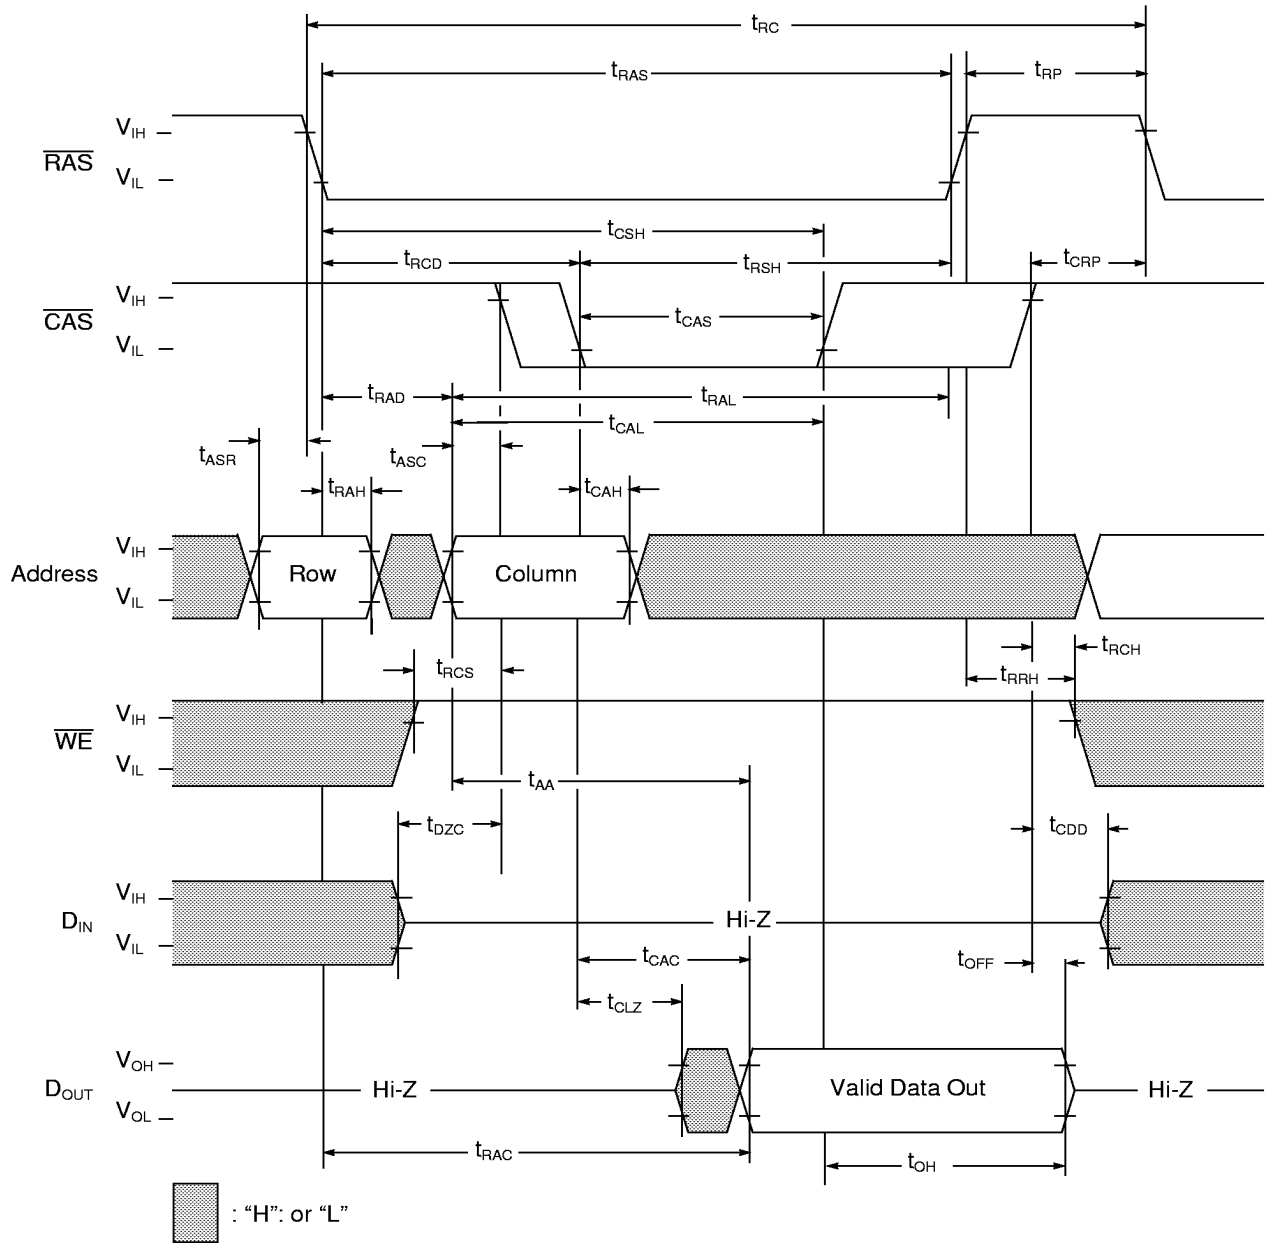 tRC
tRAS
tRP
VIH
RAS
VIL
tCSH
tRCD
tRSH
tCRP
VIH
CAS
tCAS
VIL
tRAD
tRAL
tCAL
tASR
tASC
tRAH
tCAH
VIH
Address
Row
Column
VIL
tRCH
tRCS
tRRH
VIH
WE
VIL
tAA
tDZC
tCDD
VIH
DIN
Hi-Z
VIL
tCAC
tOFF
tCLZ
VOH
DOUT
Hi-Z
Valid Data Out
Hi-Z
VOL
tRAC
tOH
: “H”: or “L”